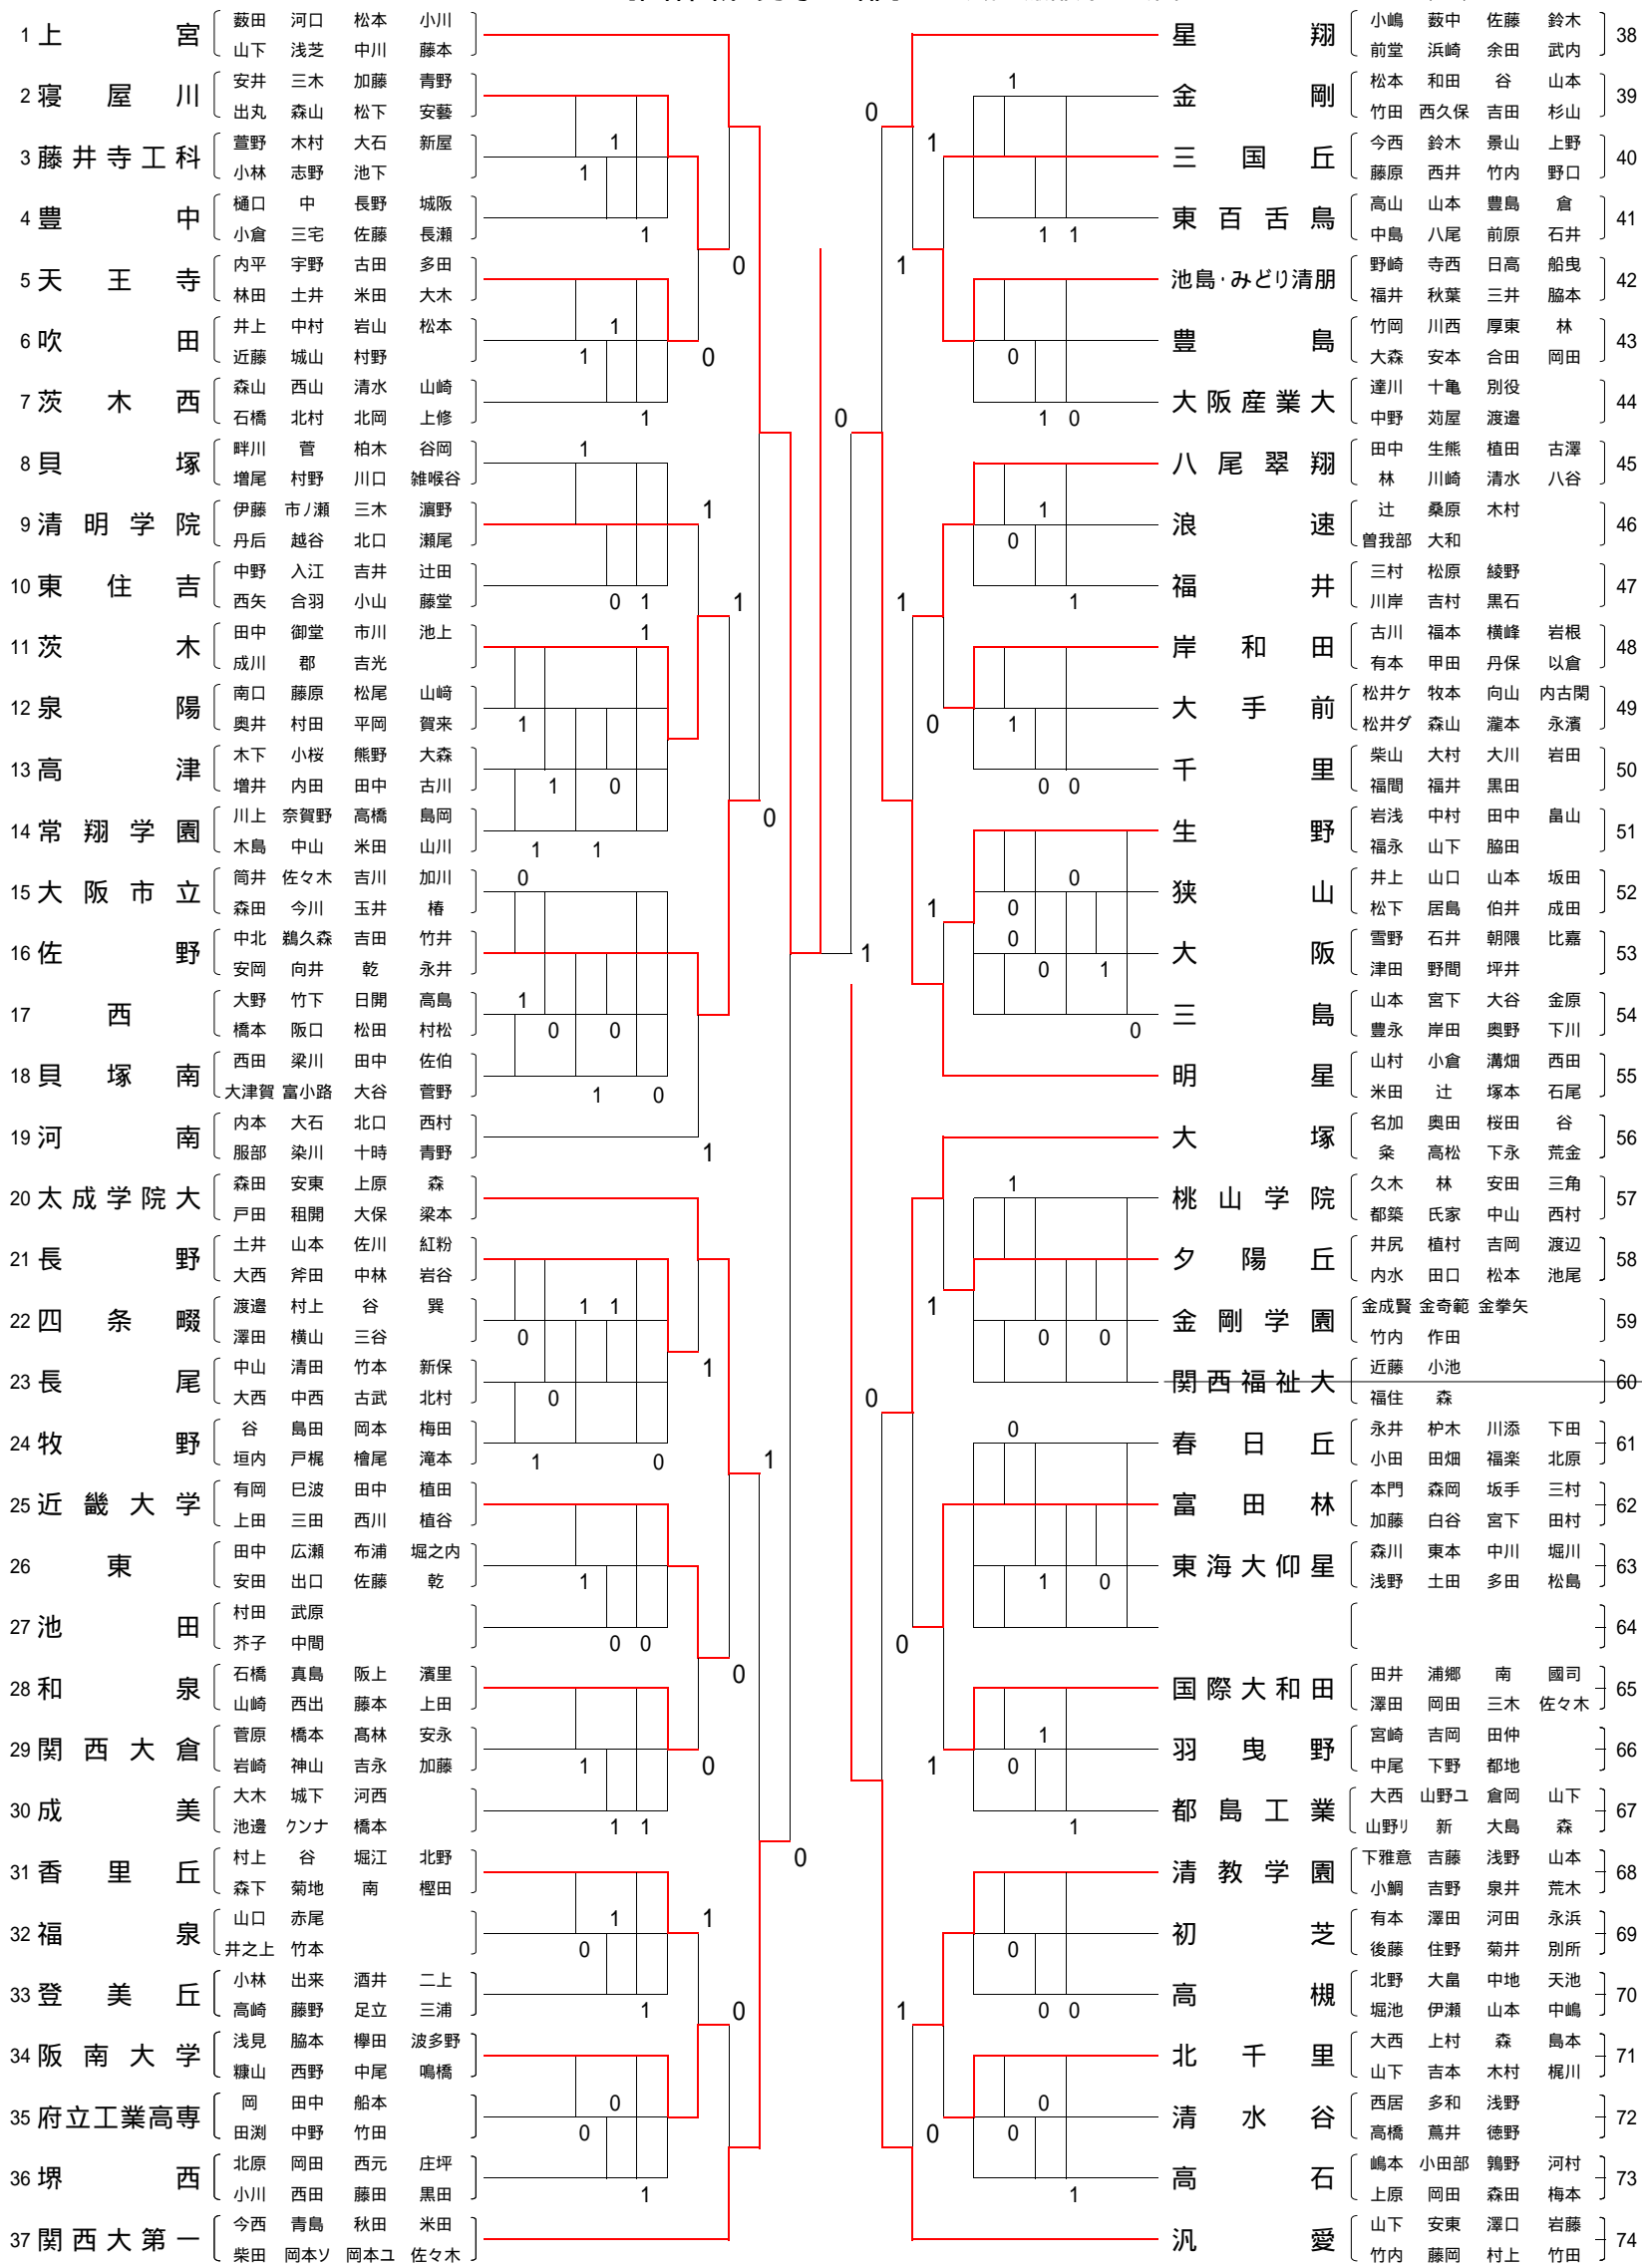 1 上宮 藪田 河口 松本 小川
山下 浅芝 中川 藤本
2 寝屋川 安井 三木 加藤 青野
出丸 森山 松下 安藝
3 藤井寺工科 萱野 木村 大石 新屋
小林 志野 池下
4 豊中 樋口 中 長野 城阪
小倉 三宅 佐藤 長瀬
5 天王寺 内平 宇野 古田 多田
林田 土井 米田 大木
6 吹田 井上 中村 岩山 松本
近藤 城山 村野
7 茨木西 森山 西山 清水 山崎
石橋 北村 北岡 上修
8 貝塚 畔川 菅 柏木 谷岡
増尾 村野 川口 雑喉谷
9 清明学院 伊藤 市ノ瀬 三木 濵野
丹后 越谷 北口 瀬尾
10 東住吉 中野 入江 吉井 辻田
西矢 合羽 小山 藤堂
11 茨木 田中 御堂 市川 池上
成川 郡 吉光
12 泉陽 南口 藤原 松尾 山﨑
奥井 村田 平岡 賀来
13 高津 木下 小桜 熊野 大森
増井 内田 田中 古川
14 常翔学園 川上 奈賀野 高橋 島岡
木島 中山 米田 山川
15 大阪市立 筒井 佐々木 吉川 加川
森田 今川 玉井 椿
16 佐野 中北 鵜久森 吉田 竹井
安岡 向井 乾 永井
17 西 大野 竹下 日開 高島
橋本 阪口 松田 村松
18 貝塚南 西田 梁川 田中 佐伯
大津賀 富小路 大谷 菅野
19 河南 内本 大石 北口 西村
服部 染川 十時 青野
20 太成学院大 森田 安東 上原 森
戸田 租開 大保 梁本
21 長野 土井 山本 佐川 紅粉
大西 斧田 中林 岩谷
22 四条畷 渡邉 村上 谷 巽
澤田 横山 三谷
23 長尾 中山 清田 竹本 新保
大西 中西 古武 北村
24 牧野 谷 島田 岡本 梅田
垣内 戸梶 檜尾 滝本
25 近畿大学 有岡 巳波 田中 植田
上田 三田 西川 植谷
26 東 田中 広瀬 布浦 堀之内
安田 出口 佐藤 乾
27 池田 村田 武原
芥子 中間
28 和泉 石橋 真島 阪上 濱里
山崎 西出 藤本 上田
29 関西大倉 菅原 橋本 髙林 安永
岩崎 神山 吉永 加藤
30 成美 大木 城下 河西
池邉 クンナ 橋本
31 香里丘 村上 谷 堀江 北野
森下 菊地 南 樫田
32 福泉 山口 赤尾
井之上 竹本
33 登美丘 小林 出来 酒井 二上
高崎 藤野 足立 三浦
34 阪南大学 浅見 脇本 欅田 波多野
糠山 西野 中尾 鳴橋
35 府立工業高専 岡 田中 船本
田渕 中野 竹田
36 堺西 北原 岡田 西元 庄坪
小川 西田 藤田 黒田
37 関西大第一 今西 青島 秋田 米田
柴田 岡本ソ 岡本ユ 佐々木
星翔 小嶋 薮中 佐藤 鈴木 38
前堂 浜崎 余田 武内
金剛 松本 和田 谷 山本 39
竹田 西久保 吉田 杉山
三国丘 今西 鈴木 景山 上野 40
藤原 西井 竹内 野口
東百舌鳥 高山 山本 豊島 倉 41
中島 八尾 前原 石井
池島・みどり清朋 野崎 寺西 日高 船曳 42
福井 秋葉 三井 脇本
豊島 竹岡 川西 厚東 林 43
大森 安本 合田 岡田
大阪産業大 達川 十亀 別役 44
中野 苅屋 渡邉
八尾翠翔 田中 生熊 植田 古澤 45
林 川崎 清水 八谷
浪速 辻 桑原 木村 46
曽我部 大和
福井 三村 松原 綾野 47
川岸 吉村 黒石
岸和田 古川 福本 横峰 岩根 48
有本 甲田 丹保 以倉
大手前 松井ケ 牧本 向山 内古閑 49
松井ダ 森山 瀧本 永濱
千里 柴山 大村 大川 岩田 50
福間 福井 黒田
生野 岩浅 中村 田中 畠山 51
福永 山下 脇田
狭山 井上 山口 山本 坂田 52
松下 居島 伯井 成田
大阪 雪野 石井 朝隈 比嘉 53
津田 野間 坪井
三島 山本 宮下 大谷 金原 54
豊永 岸田 奥野 下川
明星 山村 小倉 溝畑 西田 55
米田 辻 塚本 石尾
大塚 名加 奥田 桜田 谷 56
粂 高松 下永 荒金
桃山学院 久木 林 安田 三角 57
都築 氏家 中山 西村
夕陽丘 井尻 植村 吉岡 渡辺 58
内水 田口 松本 池尾
金剛学園 金成賢 金奇範 金拳矢 59
竹内 作田
関西福祉大 近藤 小池 60
福住 森
春日丘 永井 枦木 川添 下田 61
小田 田畑 福楽 北原
富田林 本門 森岡 坂手 三村 62
加藤 白谷 宮下 田村
東海大仰星 森川 東本 中川 堀川 63
浅野 土田 多田 松島
64
国際大和田 田井 浦郷 南 國司 65
澤田 岡田 三木 佐々木
羽曳野 宮崎 吉岡 田仲 66
中尾 下野 都地
都島工業 大西 山野ユ 倉岡 山下 67
山野リ 新 大島 森
清教学園 下雅意 吉藤 浅野 山本 68
小鯛 吉野 泉井 荒木
初芝 有本 澤田 河田 永浜 69
後藤 住野 菊井 別所
高槻 北野 大畠 中地 天池 70
堀池 伊瀬 山本 中嶋
北千里 大西 上村 森 島本 71
山下 吉本 木村 梶川
清水谷 西居 多和 浅野 72
高橋 蔦井 徳野
高石 嶋本 小田部 鶉野 河村 73
上原 岡田 森田 梅本
汎愛 山下 安東 澤口 岩藤 74
竹内 藤岡 村上 竹田